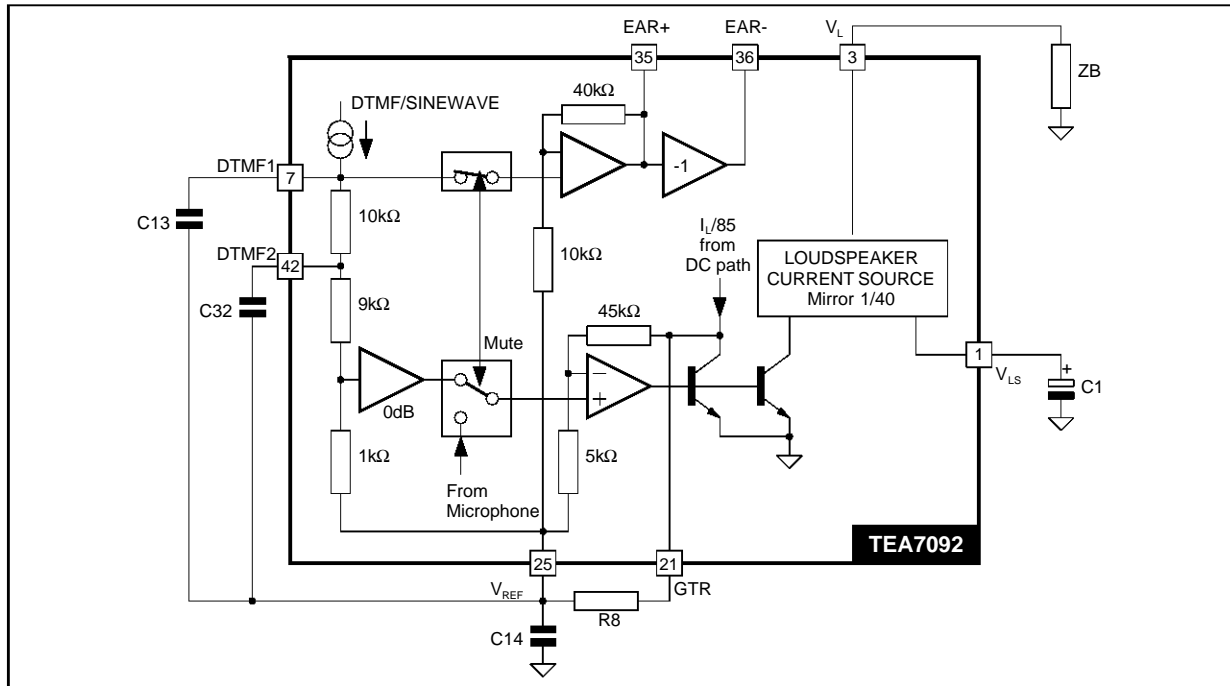 EAR+ EAR- V_L
35 36 3
ZB
40kΩ
DTMF/SINEWAVE
DTMF1
7
-1
C13
10kΩ
I_L/85
from
DC path
DTMF2
42
10kΩ
LOUDSPEAKER
CURRENT SOURCE
Mirror 1/40
C32
9kΩ
45kΩ
Mute
1
V_LS
+
C1
0dB
−
+
1kΩ
5kΩ
From
Microphone
TEA7092
25 21
V_REF
GTR
R8
C14